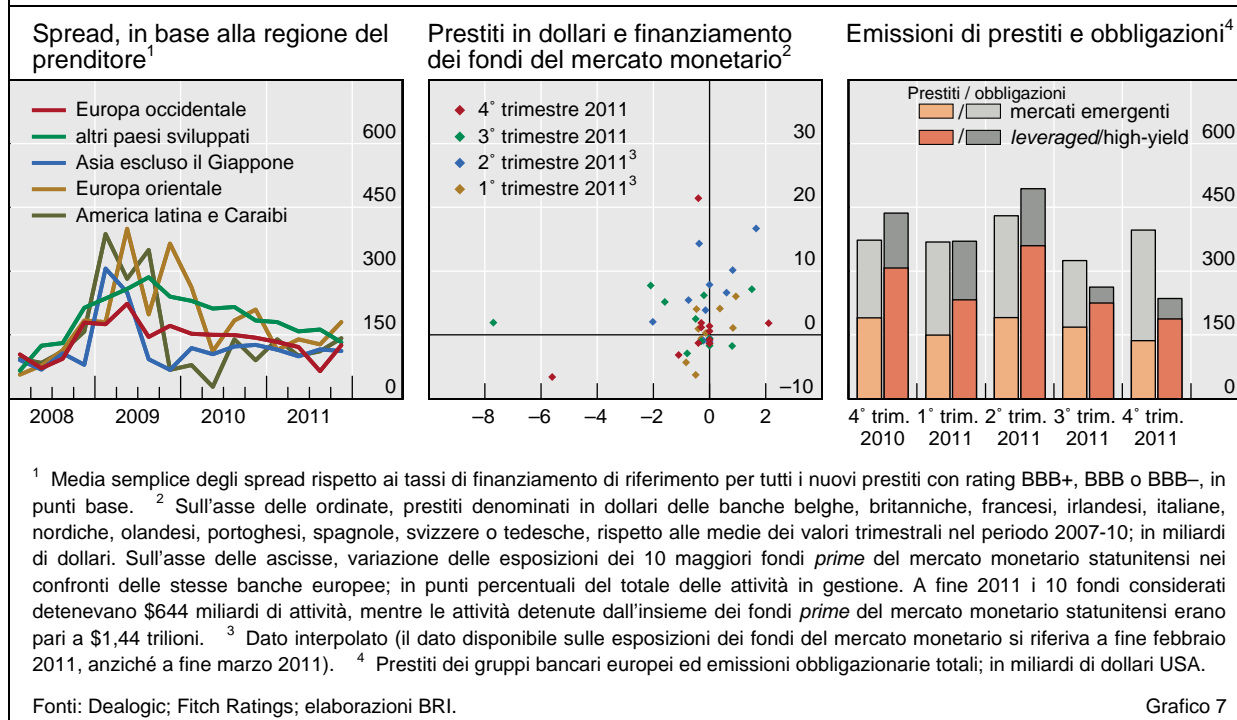 Spread, in base alla regione del
prenditore1
Europa occidentale
altri paesi sviluppati
Asia escluso il Giappone
Europa orientale
America latina e Caraibi
600
450
300
150
0
2008 2009 2010 2011
Prestiti in dollari e finanziamento
dei fondi del mercato monetario2
4° trimestre 2011
3° trimestre 2011
2° trimestre 20113
1° trimestre 20113
30
20
10
0
–10
–8 –6 –4 –2 0 2
Emissioni di prestiti e obbligazioni4
Prestiti / obbligazioni
/ mercati emergenti
/ leveraged/high-yield
600
450
300
150
0
4° trim. 1° trim. 2° trim. 3° trim. 4° trim.
2010 2011 2011 2011 2011
1 Media semplice degli spread rispetto ai tassi di finanziamento di riferimento per tutti i nuovi prestiti con rating BBB+, BBB o BBB–, in
punti base. 2 Sull'asse delle ordinate, prestiti denominati in dollari delle banche belghe, britanniche, francesi, irlandesi, italiane,
nordiche, olandesi, portoghesi, spagnole, svizzere o tedesche, rispetto alle medie dei valori trimestrali nel periodo 2007-10; in miliardi
di dollari. Sull'asse delle ascisse, variazione delle esposizioni dei 10 maggiori fondi prime del mercato monetario statunitensi nei
confronti delle stesse banche europee; in punti percentuali del totale delle attività in gestione. A fine 2011 i 10 fondi considerati
detenevano $644 miliardi di attività, mentre le attività detenute dall'insieme dei fondi prime del mercato monetario statunitensi erano
pari a $1,44 trilioni. 3 Dato interpolato (il dato disponibile sulle esposizioni dei fondi del mercato monetario si riferiva a fine febbraio
2011, anziché a fine marzo 2011). 4 Prestiti dei gruppi bancari europei ed emissioni obbligazionarie totali; in miliardi di dollari USA.
Fonti: Dealogic; Fitch Ratings; elaborazioni BRI. Grafico 7